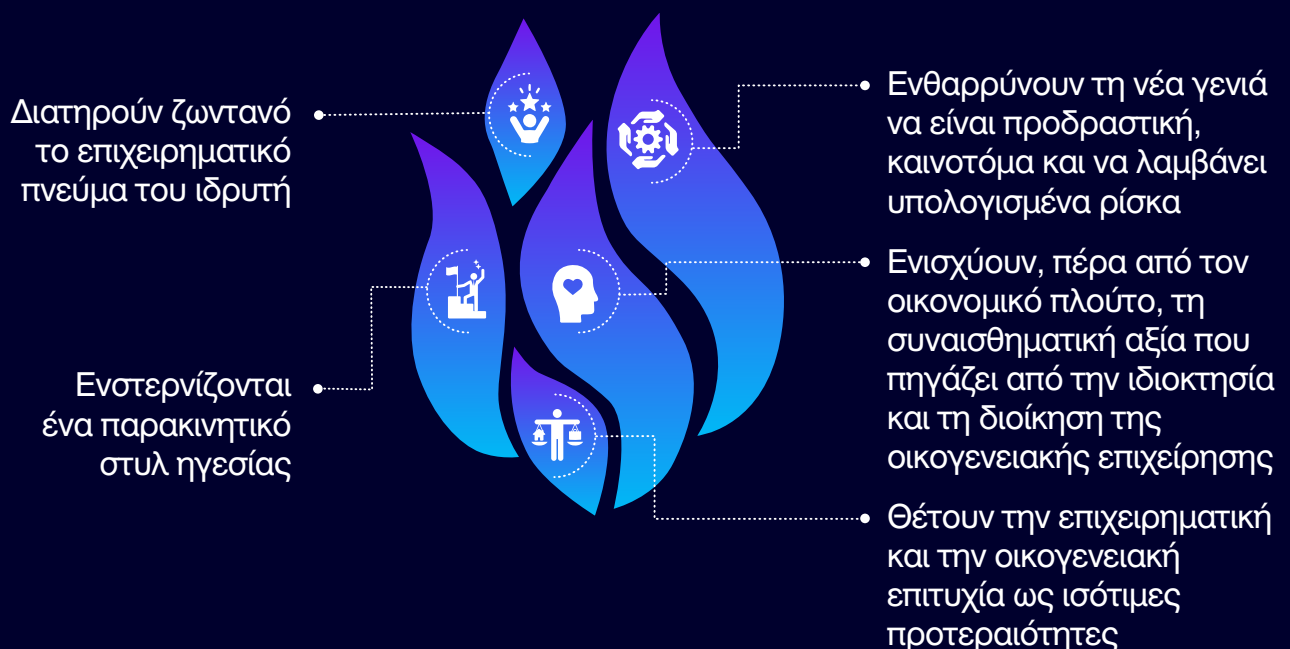 Διατηρούν ζωντανό
το επιχειρηματικό
πνεύμα του ιδρυτή
Ενστερνίζονται
ένα παρακινητικό
στυλ ηγεσίας
Ενθαρρύνουν τη νέα γενιά
να είναι προδραστική,
καινοτόμα και να λαμβάνει
υπολογισμένα ρίσκα
Ενισχύουν, πέρα από τον
οικονομικό πλούτο, τη
συναισθηματική αξία που
πηγάζει από την ιδιοκτησία
και τη διοίκηση της
οικογενειακής επιχείρησης
Θέτουν την επιχειρηματική
και την οικογενειακή
επιτυχία ως ισότιμες
προτεραιότητες